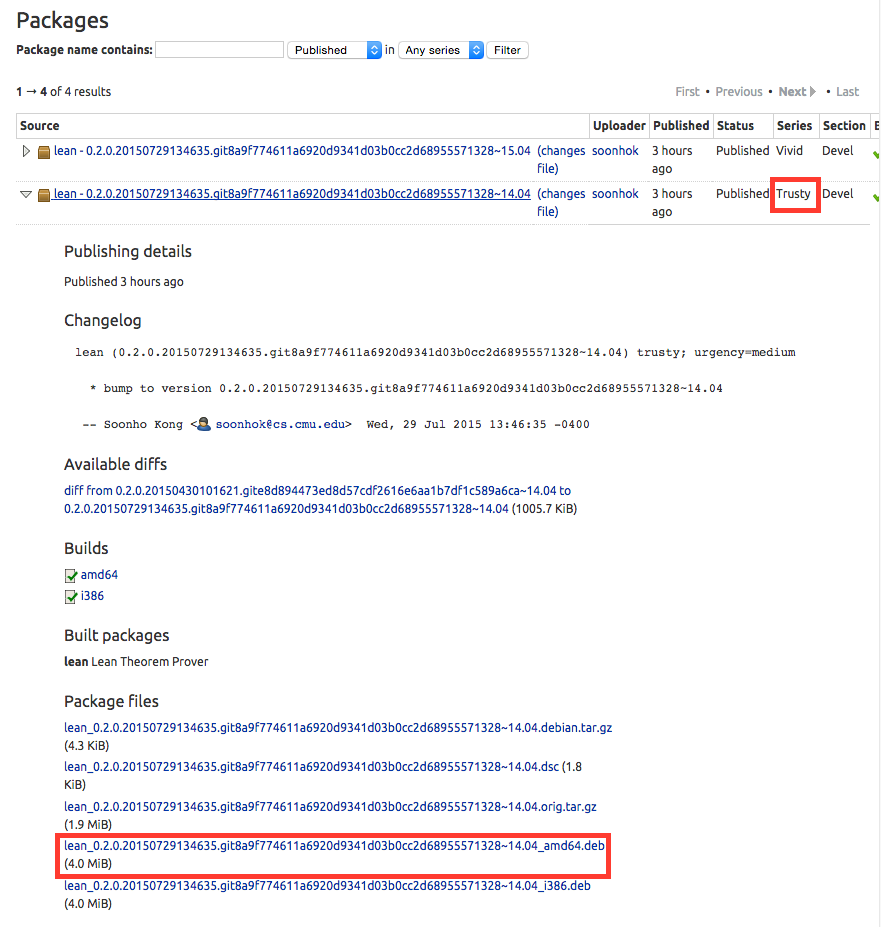 Packages
Package name contains: Published in Any series Filter
1 → 4 of 4 results
First • Previous • Next • Last
Source Uploader Published Status Series Section
lean - 0.2.0.20150729134635.git8a9f774611a6920d9341d03b0cc2d68955571328~15.04 (changes soonhok 3 hours Published Vivid Devel
file) ago
lean - 0.2.0.20150729134635.git8a9f774611a6920d9341d03b0cc2d68955571328~14.04 (changes soonhok 3 hours Published Trusty Devel
file) ago
Publishing details
Published 3 hours ago
Changelog
lean (0.2.0.20150729134635.git8a9f774611a6920d9341d03b0cc2d68955571328~14.04) trusty; urgency=medium
* bump to version 0.2.0.20150729134635.git8a9f774611a6920d9341d03b0cc2d68955571328~14.04
-- Soonho Kong < soonhok@cs.cmu.edu> Wed, 29 Jul 2015 13:46:35 -0400
Available diffs
diff from 0.2.0.20150430101621.gite8d894473ed8d57cdf2616e6aa1b7df1c589a6ca~14.04 to
0.2.0.20150729134635.git8a9f774611a6920d9341d03b0cc2d68955571328~14.04 (1005.7 KiB)
Builds
amd64
i386
Built packages
lean Lean Theorem Prover
Package files
lean_0.2.0.20150729134635.git8a9f774611a6920d9341d03b0cc2d68955571328~14.04.debian.tar.gz
(4.3 KiB)
lean_0.2.0.20150729134635.git8a9f774611a6920d9341d03b0cc2d68955571328~14.04.dsc (1.8
KiB)
lean_0.2.0.20150729134635.git8a9f774611a6920d9341d03b0cc2d68955571328~14.04.orig.tar.gz
(1.9 MiB)
lean_0.2.0.20150729134635.git8a9f774611a6920d9341d03b0cc2d68955571328~14.04_amd64.deb
(4.0 MiB)
lean_0.2.0.20150729134635.git8a9f774611a6920d9341d03b0cc2d68955571328~14.04_i386.deb
(4.0 MiB)